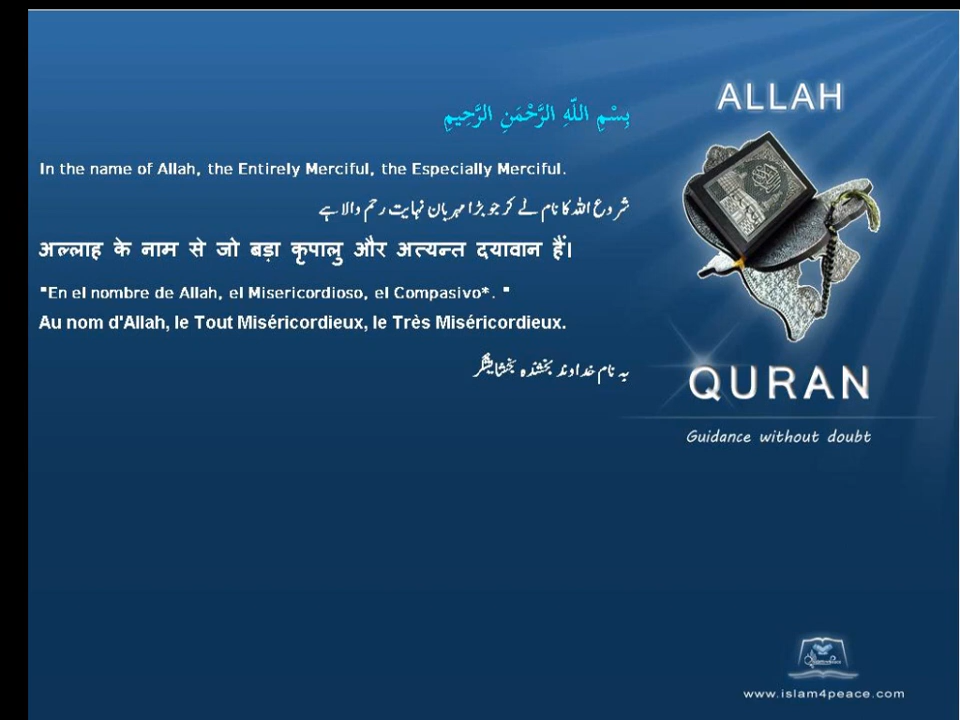 بِسْمِ اللّهِ الرَّحْمَنِ الرَّحِيمِ
In the name of Allah, the Entirely Merciful, the Especially Merciful.
شروع اللہ کا نام لے کر جو بڑا مہربان نہایت رحم والا ہے
अल्लाह के नाम से जो बड़ा कृपालु और अत्यन्त दयावान हैं।
"En el nombre de Allah, el Misericordioso, el Compasivo*. "
Au nom d'Allah, le Tout Miséricordieux, le Très Miséricordieux.
به نام خداوند بخشنده بخشایشگر
ALLAH
QURAN
Guidance without doubt
www.islam4peace.com